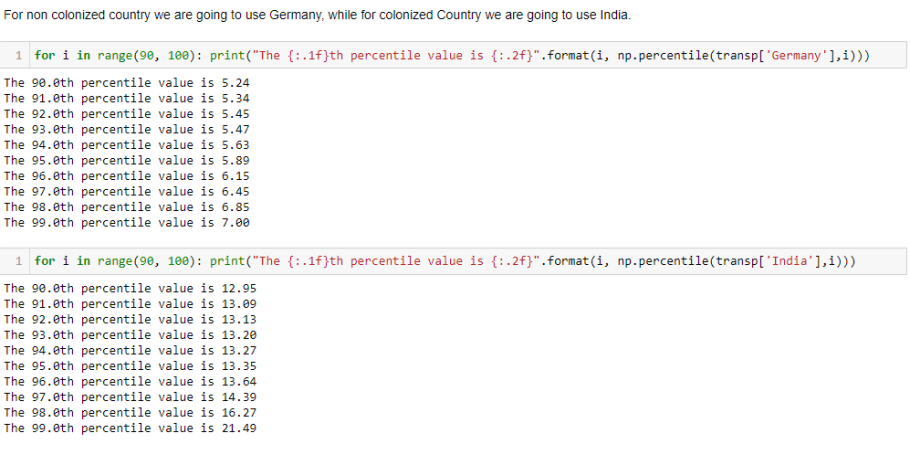 For non colonized country we are going to use Germany, while for colonized Country we are going to use India.
1 for i in range(90, 100): print("The {:.1f}th percentile value is {:.2f}".format(i, np.percentile(transp['Germany'],i)))
The 90.0th percentile value is 5.24
The 91.0th percentile value is 5.34
The 92.0th percentile value is 5.45
The 93.0th percentile value is 5.47
The 94.0th percentile value is 5.63
The 95.0th percentile value is 5.89
The 96.0th percentile value is 6.15
The 97.0th percentile value is 6.45
The 98.0th percentile value is 6.85
The 99.0th percentile value is 7.00
1 for i in range(90, 100): print("The {:.1f}th percentile value is {:.2f}".format(i, np.percentile(transp['India'],i)))
The 90.0th percentile value is 12.95
The 91.0th percentile value is 13.09
The 92.0th percentile value is 13.13
The 93.0th percentile value is 13.20
The 94.0th percentile value is 13.27
The 95.0th percentile value is 13.35
The 96.0th percentile value is 13.64
The 97.0th percentile value is 14.39
The 98.0th percentile value is 16.27
The 99.0th percentile value is 21.49